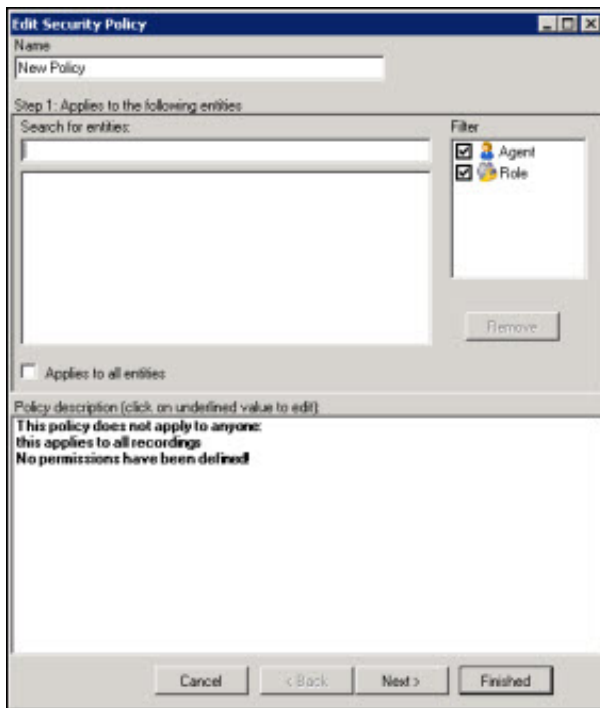 Edit Security Policy
Name
New Policy
Step 1: Applies to the following entities
Search for entities:
Filter
Agent
Role
Remove
Applies to all entities
Policy description (click on underlined value to edit)
This policy does not apply to anyone:
this applies to all recordings
No permissions have been defined!
Cancel
< Back
Next >
Finished